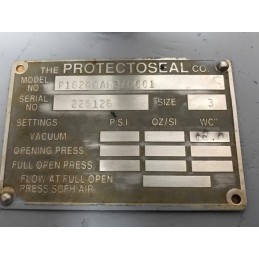 THE PROTECTOSEAL CO.
MODEL NO
SERIAL NO 225126 SIZE 3
SETTINGS P.S.I. OZ/SI WC"
VACUUM
OPENING PRESS
FULL OPEN PRESS.
FLOW AT FULL OPEN
PRESS SCFH AIR